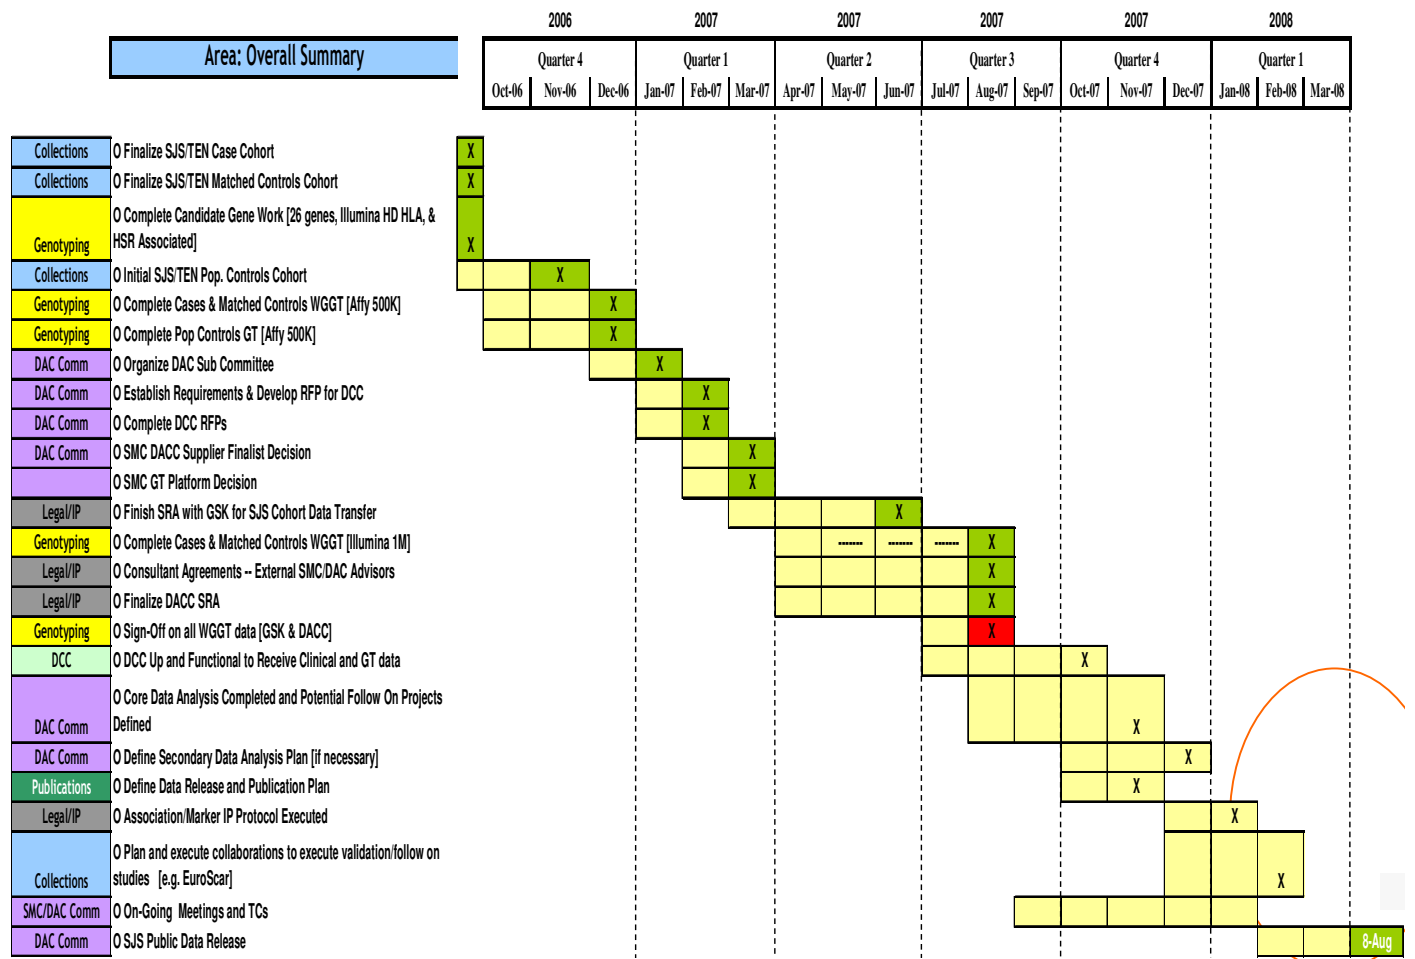 2006 2007 2007 2007 2007 2008
Area: Overall Summary
Quarter 4 Quarter 1 Quarter 2 Quarter 3 Quarter 4 Quarter 1
Oct-06 Nov-06 Dec-06 Jan-07 Feb-07 Mar-07 Apr-07 May-07 Jun-07 Jul-07 Aug-07 Sep-07 Oct-07 Nov-07 Dec-07 Jan-08 Feb-08 Mar-08
Collections O Finalize SJS/TEN Case Cohort X
Collections O Finalize SJS/TEN Matched Controls Cohort X
O Complete Candidate Gene Work [26 genes, Illumina HD HLA, &
Genotyping HSR Associated] X
Collections O Initial SJS/TEN Pop. Controls Cohort X
Genotyping O Complete Cases & Matched Controls WGGT [Affy 500K] X
Genotyping O Complete Pop Controls GT [Affy 500K] X
DAC Comm O Organize DAC Sub Committee X
DAC Comm O Establish Requirements & Develop RFP for DCC X
DAC Comm O Complete DCC RFPs X
DAC Comm O SMC DACC Supplier Finalist Decision X
O SMC GT Platform Decision X
Legal/IP O Finish SRA with GSK for SJS Cohort Data Transfer X
Genotyping O Complete Cases & Matched Controls WGGT [Illumina 1M] ------- ------- ------- X
Legal/IP O Consultant Agreements -- External SMC/DAC Advisors X
Legal/IP O Finalize DACC SRA X
Genotyping O Sign-Off on all WGGT data [GSK & DACC] X
DCC O DCC Up and Functional to Receive Clinical and GT data X
O Core Data Analysis Completed and Potential Follow On Projects
DAC Comm Defined X
DAC Comm O Define Secondary Data Analysis Plan [if necessary] X
Publications O Define Data Release and Publication Plan X
Legal/IP O Association/Marker IP Protocol Executed X
O Plan and execute collaborations to execute validation/follow on
Collections studies [e.g. EuroScar] X
SMC/DAC Comm O On-Going Meetings and TCs
DAC Comm O SJS Public Data Release 8-Aug